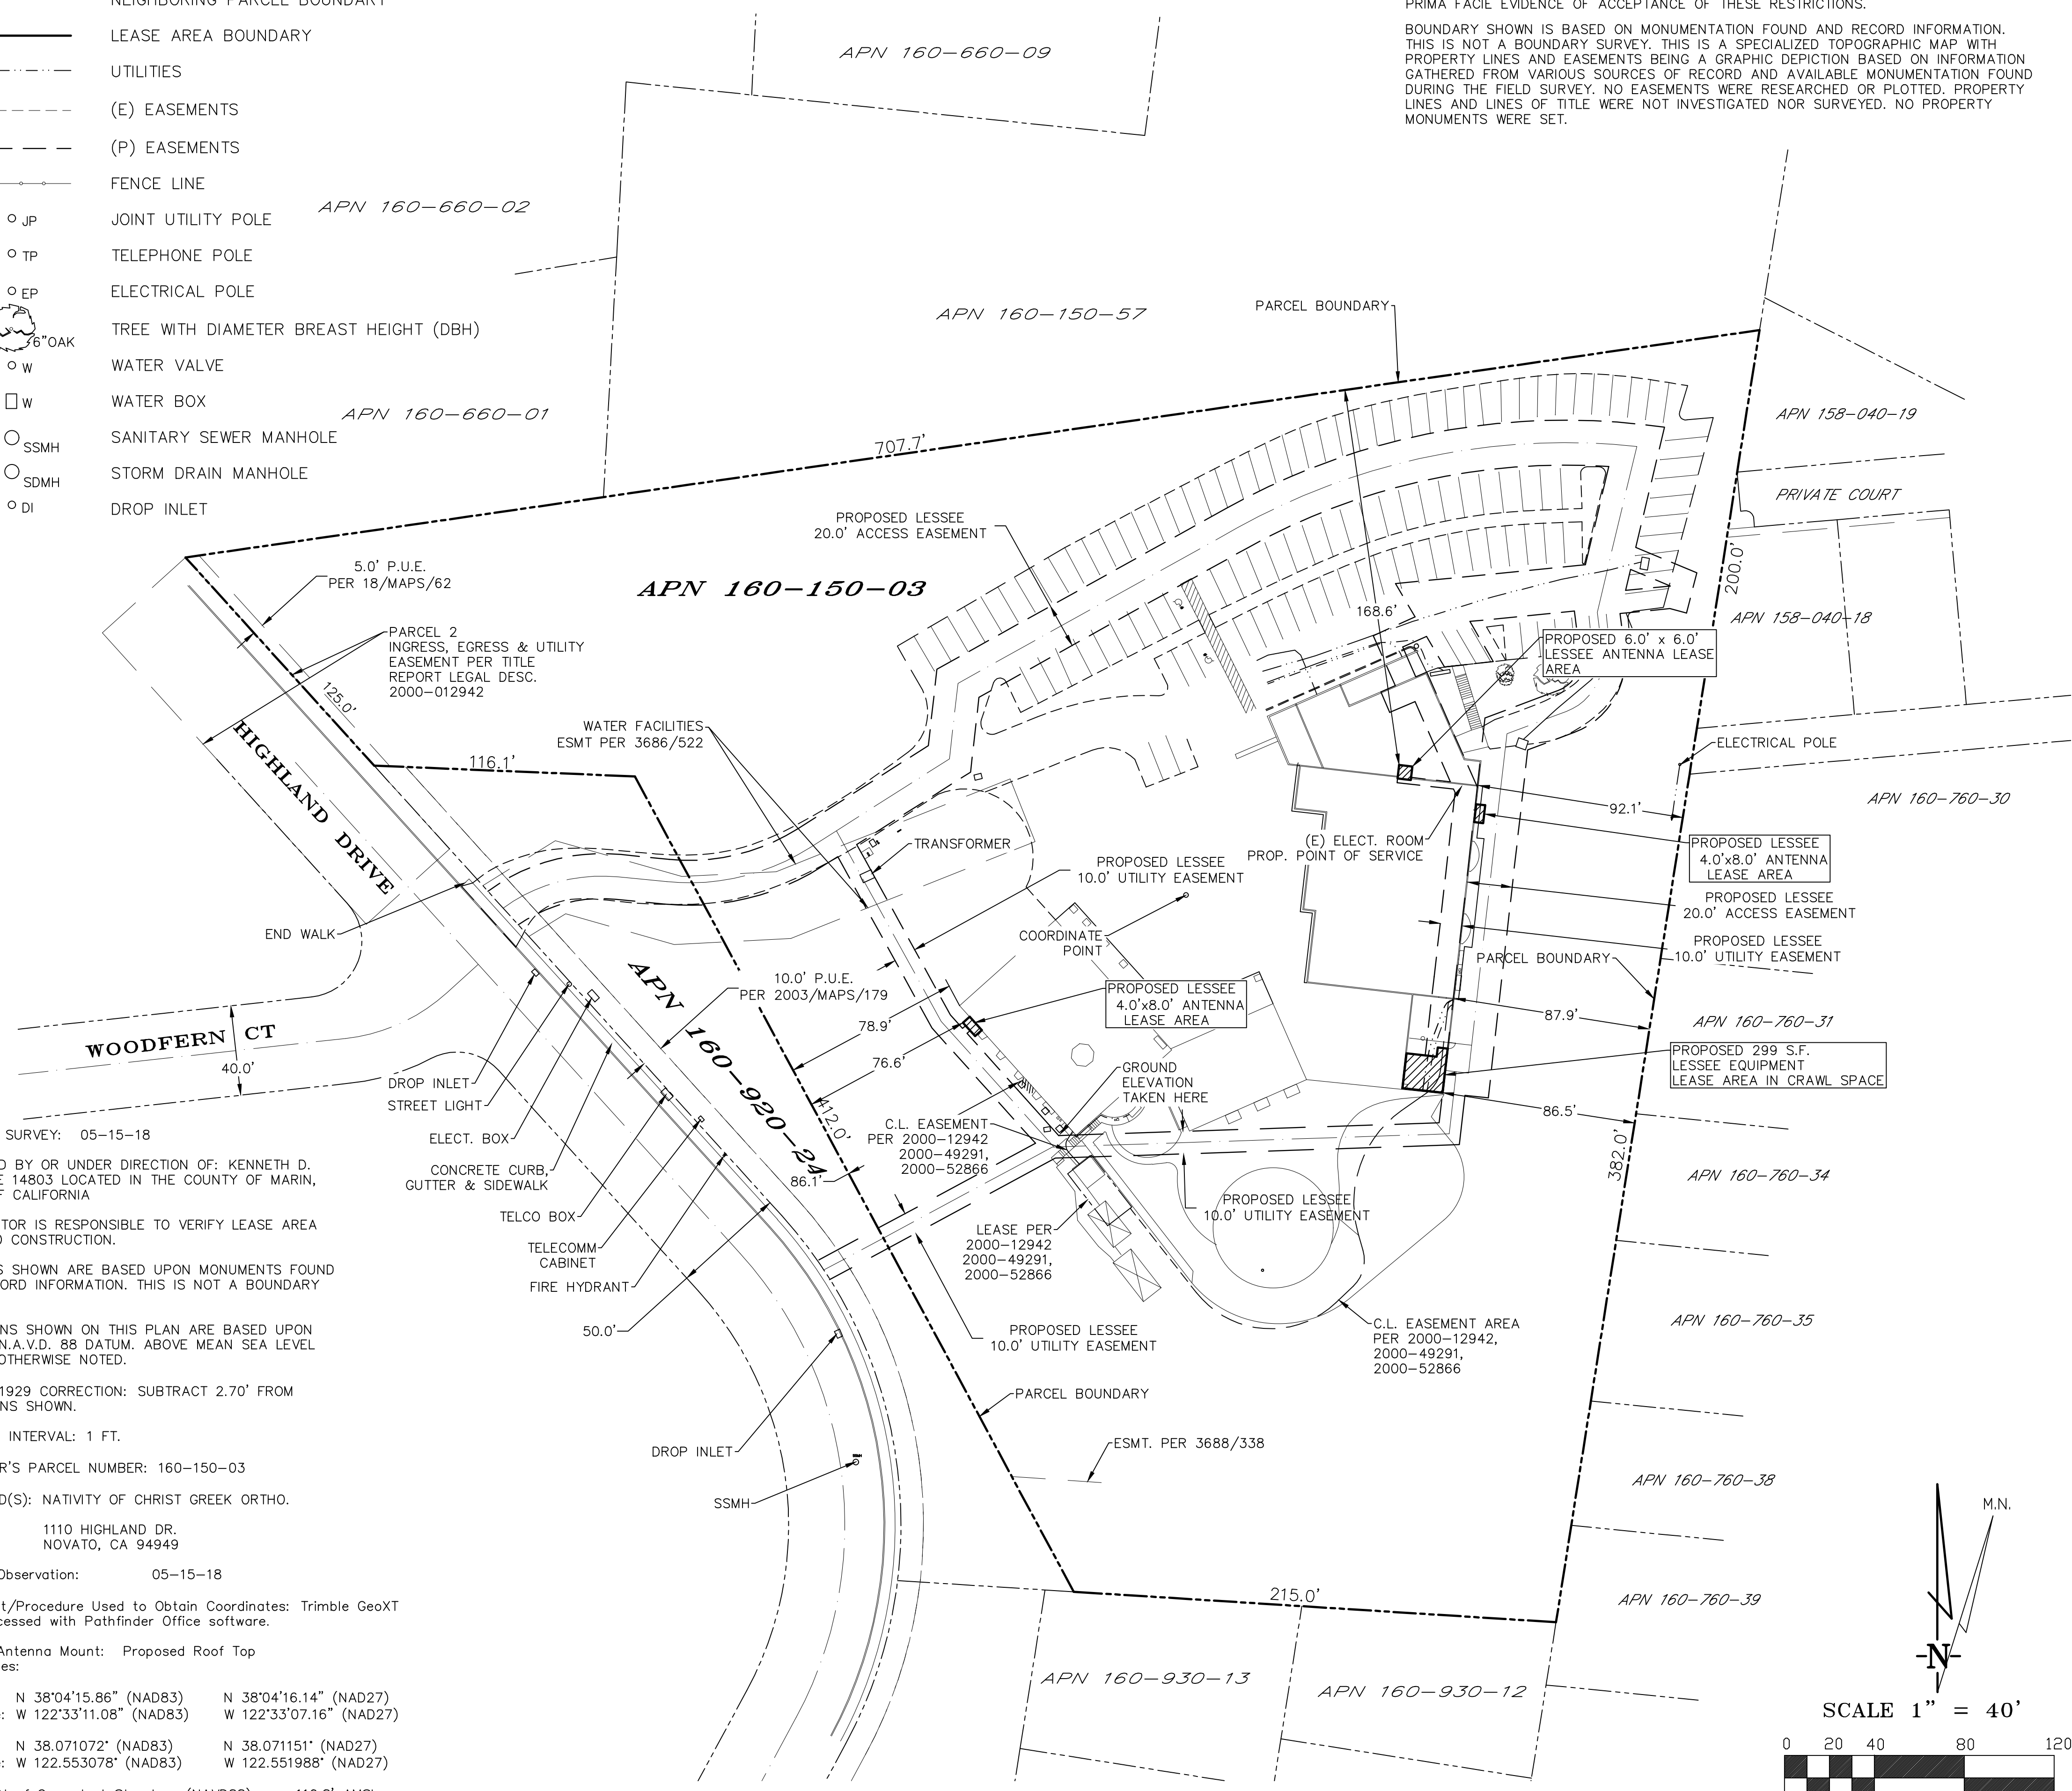 NEIGHBORING PARCEL BOUNDARY
LEASE AREA BOUNDARY
UTILITIES
(E) EASEMENTS
(P) EASEMENTS
FENCE LINE
JP
JOINT UTILITY POLE
TP
TELEPHONE POLE
EP
ELECTRICAL POLE
6"OAK
TREE WITH DIAMETER BREAST HEIGHT (DBH)
W
WATER VALVE
W
WATER BOX
SSMH
SANITARY SEWER MANHOLE
SDMH
STORM DRAIN MANHOLE
DI
DROP INLET
PRIMA FACIE EVIDENCE OF ACCEPTANCE OF THESE RESTRICTIONS.
BOUNDARY SHOWN IS BASED ON MONUMENTATION FOUND AND RECORD INFORMATION.
THIS IS NOT A BOUNDARY SURVEY. THIS IS A SPECIALIZED TOPOGRAPHIC MAP WITH
PROPERTY LINES AND EASEMENTS BEING A GRAPHIC DEPICTION BASED ON INFORMATION
GATHERED FROM VARIOUS SOURCES OF RECORD AND AVAILABLE MONUMENTATION FOUND
DURING THE FIELD SURVEY. NO EASEMENTS WERE RESEARCHED OR PLOTTED. PROPERTY
LINES AND LINES OF TITLE WERE NOT INVESTIGATED NOR SURVEYED. NO PROPERTY
MONUMENTS WERE SET.
APN 160-660-09
APN 160-660-02
APN 160-150-57
PARCEL BOUNDARY
APN 160-660-01
APN 158-040-19
707.7'
PRIVATE COURT
PROPOSED LESSEE
20.0' ACCESS EASEMENT
200.0'
5.0' P.U.E.
PER 18/MAPS/62
APN 160-150-03
168.6'
APN 158-040-18
PARCEL 2
INGRESS, EGRESS & UTILITY
EASEMENT PER TITLE
REPORT LEGAL DESC.
2000-012942
PROPOSED 6.0' x 6.0'
LESSEE ANTENNA LEASE
AREA
125.0'
HIGHLAND DRIVE
WATER FACILITIES
ESMT PER 3686/522
116.1'
ELECTRICAL POLE
APN 160-760-30
92.1'
TRANSFORMER
(E) ELECT. ROOM
PROP. POINT OF SERVICE
PROPOSED LESSEE
4.0'x8.0' ANTENNA
LEASE AREA
PROPOSED LESSEE
10.0' UTILITY EASEMENT
PROPOSED LESSEE
20.0' ACCESS EASEMENT
END WALK
COORDINATE
POINT
PROPOSED LESSEE
10.0' UTILITY EASEMENT
PARCEL BOUNDARY
10.0' P.U.E.
PER 2003/MAPS/179
APN 160-920-24
PROPOSED LESSEE
4.0'x8.0' ANTENNA
LEASE AREA
87.9'
APN 160-760-31
78.9'
WOODFERN CT
40.0'
76.6'
PROPOSED 299 S.F.
LESSEE EQUIPMENT
LEASE AREA IN CRAWL SPACE
DROP INLET
STREET LIGHT
GROUND
ELEVATION
TAKEN HERE
412.0'
86.5'
C.L. EASEMENT
PER 2000-12942
2000-49291,
2000-52866
ELECT. BOX
382.0'
CONCRETE CURB,
GUTTER & SIDEWALK
86.1'
APN 160-760-34
TELCO BOX
PROPOSED LESSEE
10.0' UTILITY EASEMENT
LEASE PER
2000-12942
2000-49291,
2000-52866
TELECOMM
CABINET
FIRE HYDRANT
50.0'
PROPOSED LESSEE
10.0' UTILITY EASEMENT
C.L. EASEMENT AREA
PER 2000-12942,
2000-49291,
2000-52866
APN 160-760-35
PARCEL BOUNDARY
DROP INLET
ESMT. PER 3688/338
SSMH
APN 160-760-38
215.0'
APN 160-760-39
APN 160-930-13
APN 160-930-12
SURVEY: 05-15-18
BY OR UNDER DIRECTION OF: KENNETH D.
14803 LOCATED IN THE COUNTY OF MARIN,
CALIFORNIA
TOR IS RESPONSIBLE TO VERIFY LEASE AREA
CONSTRUCTION.
S SHOWN ARE BASED UPON MONUMENTS FOUND
ORD INFORMATION. THIS IS NOT A BOUNDARY
NS SHOWN ON THIS PLAN ARE BASED UPON
N.A.V.D. 88 DATUM. ABOVE MEAN SEA LEVEL
OTHERWISE NOTED.
1929 CORRECTION: SUBTRACT 2.70' FROM
NS SHOWN.
INTERVAL: 1 FT.
R'S PARCEL NUMBER: 160-150-03
D(S): NATIVITY OF CHRIST GREEK ORTHO.
1110 HIGHLAND DR.
NOVATO, CA 94949
Observation: 05-15-18
t/Procedure Used to Obtain Coordinates: Trimble GeoXT
cessed with Pathfinder Office software.
Antenna Mount: Proposed Roof Top
es:
N 38°04'15.86" (NAD83) N 38°04'16.14" (NAD27)
: W 122°33'11.08" (NAD83) W 122°33'07.16" (NAD27)
N 38.071072° (NAD83) N 38.071151° (NAD27)
: W 122.553078° (NAD83) W 122.551988° (NAD27)
M.N.
N
SCALE 1" = 40'
0 20 40 80 120